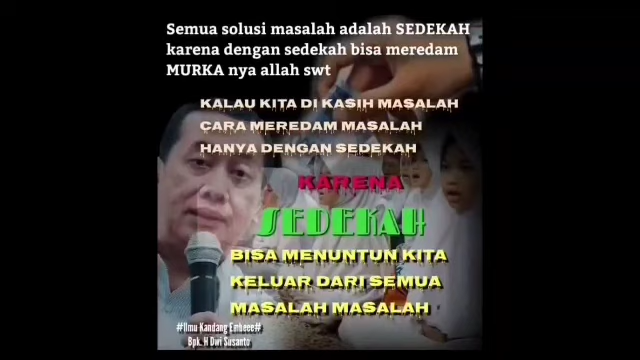 Semua solusi masalah adalah SEDEKAH
karena dengan sedekah bisa meredam
MURKA nya allah swt
KALAU KITA DI KASIH MASALAH
CARA MEREDAM MASALAH
HANYA DENGAN SEDEKAH
KARENA
SEDEKAH
BISA MENUNTUN KITA
KELUAR DARI SEMUA
MASALAH MASALAH
#Ilmu Kandang Embeee#
Bpk. H Dwi Susanto